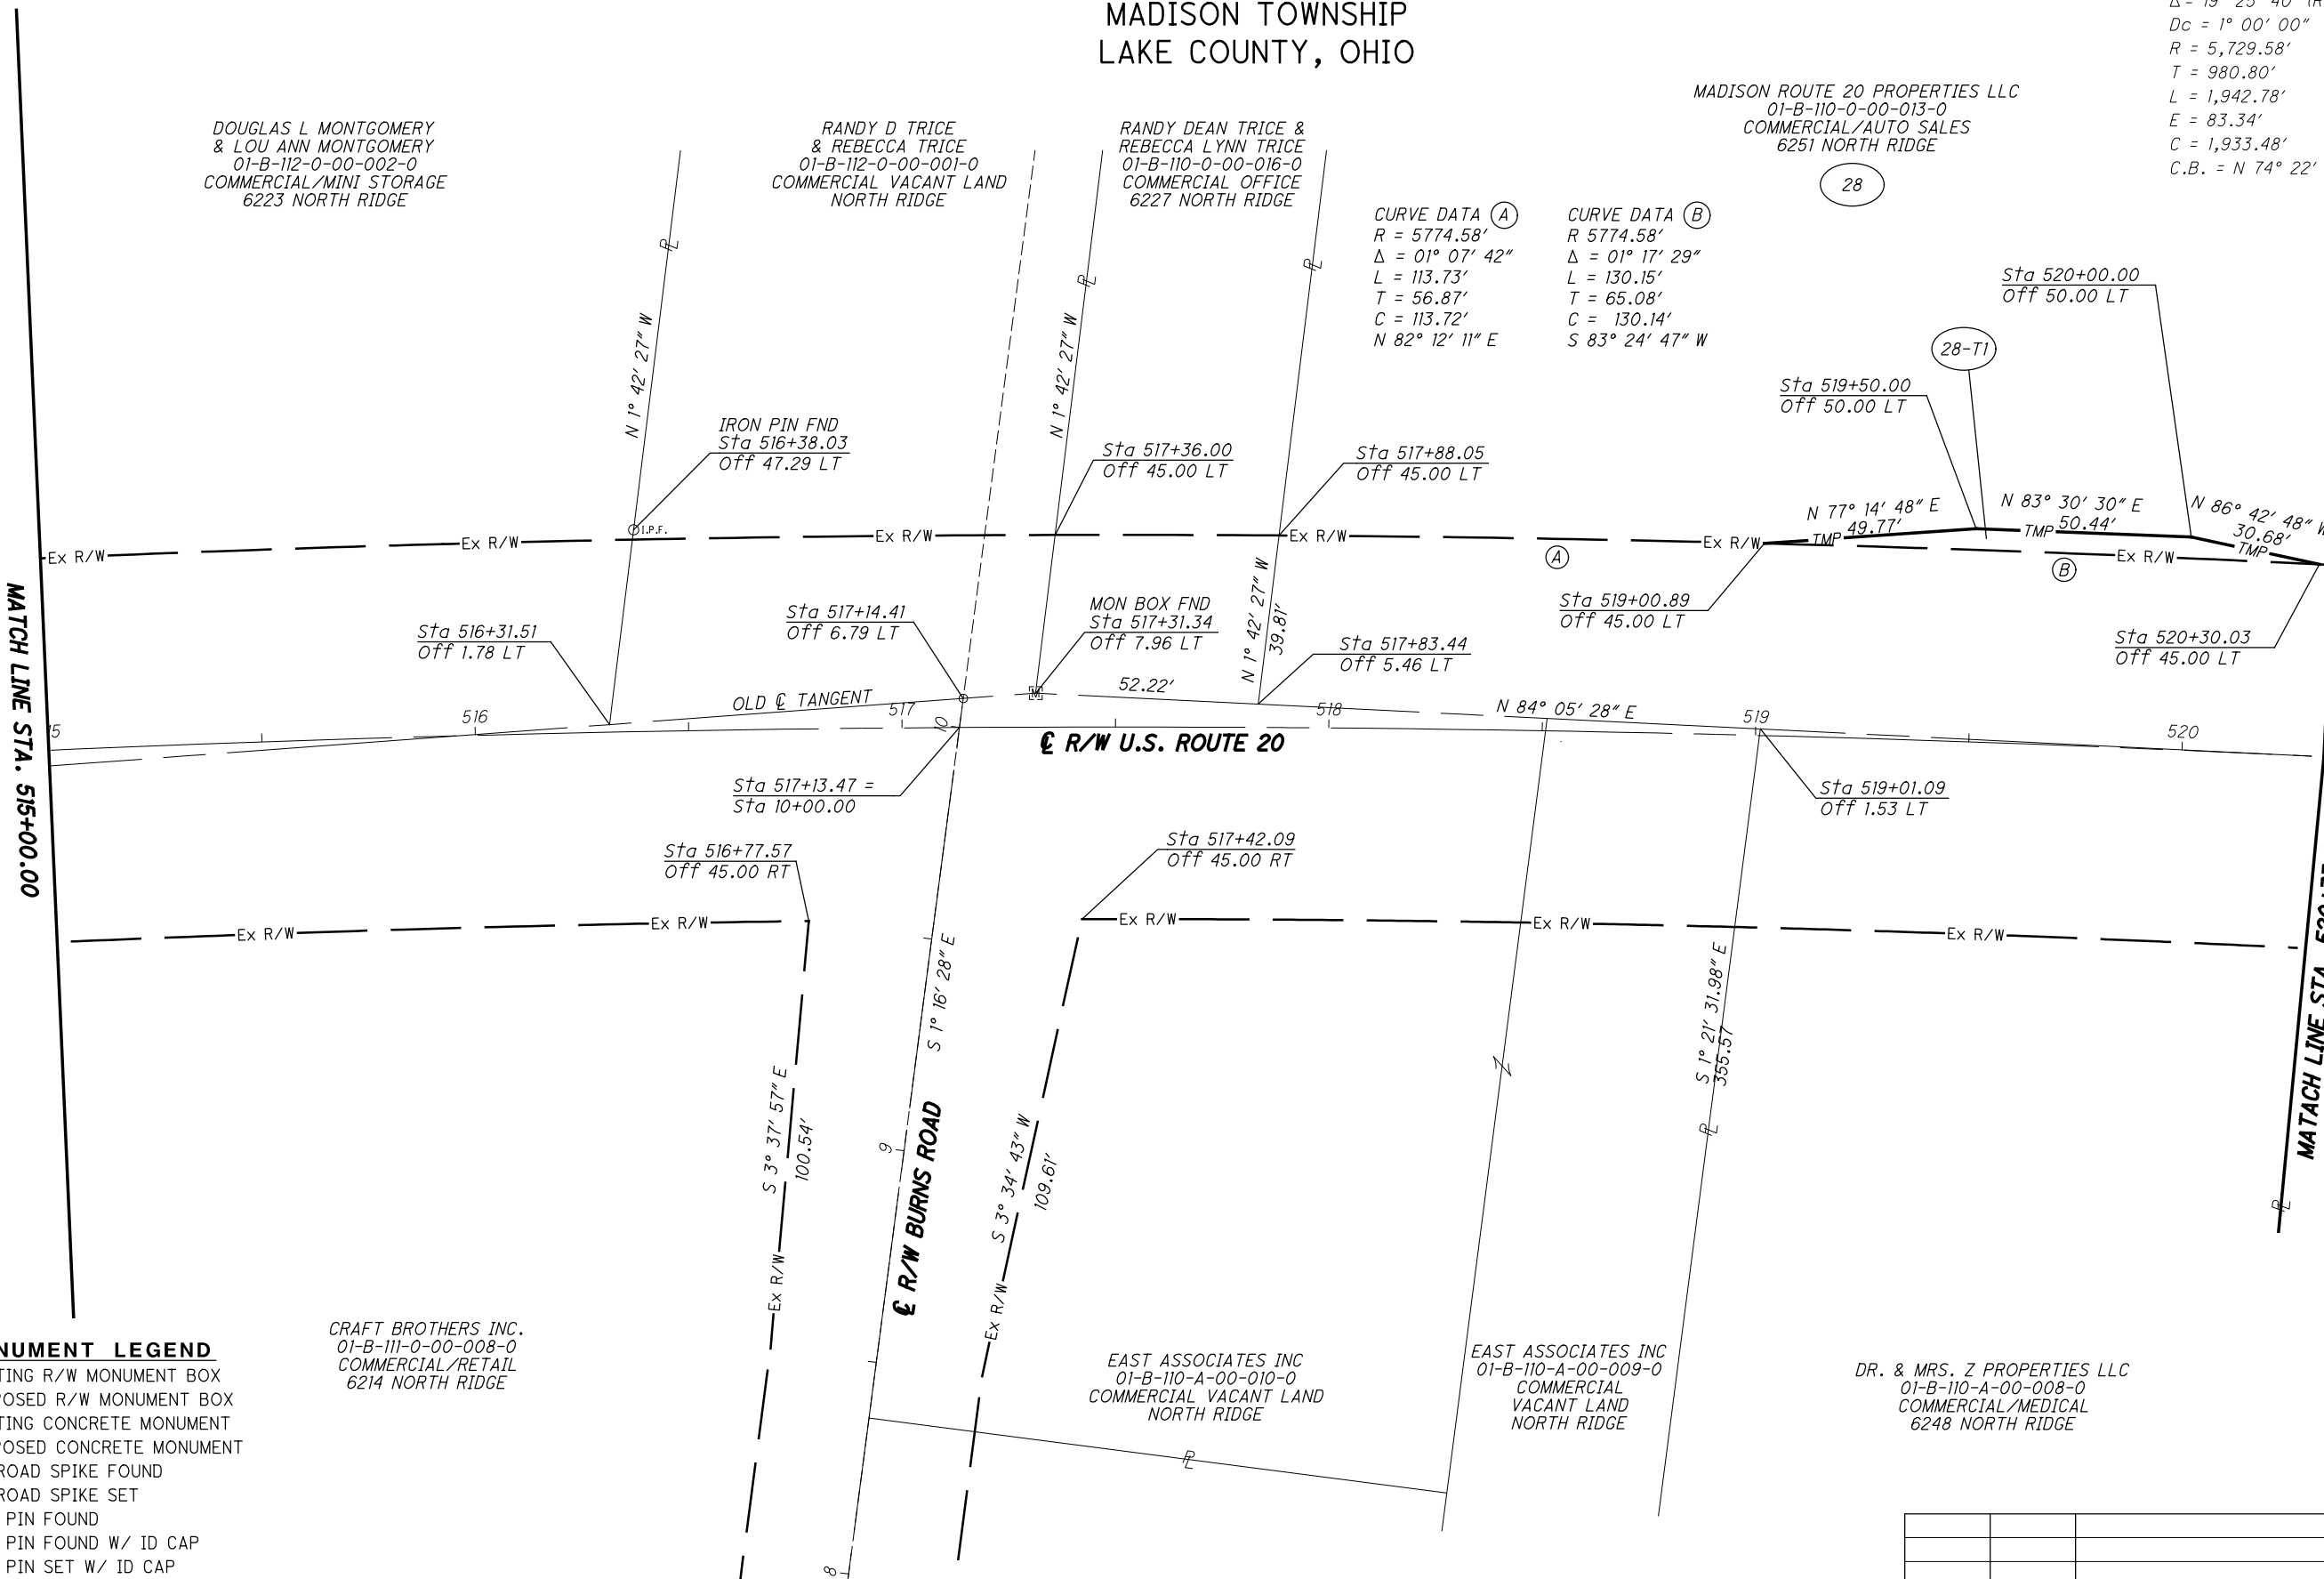 MADISON TOWNSHIP
LAKE COUNTY, OHIO
Dc = 1° 00′ 00″
R = 5,729.58′
T = 980.80′
L = 1,942.78′
E = 83.34′
C = 1,933.48′
C.B. = N 74° 22′
DOUGLAS L MONTGOMERY
& LOU ANN MONTGOMERY
01-B-112-0-00-002-0
COMMERCIAL/MINI STORAGE
6223 NORTH RIDGE
RANDY D TRICE
& REBECCA TRICE
01-B-112-0-00-001-0
COMMERCIAL VACANT LAND
NORTH RIDGE
RANDY DEAN TRICE &
REBECCA LYNN TRICE
01-B-110-0-00-016-0
COMMERCIAL OFFICE
6227 NORTH RIDGE
MADISON ROUTE 20 PROPERTIES LLC
01-B-110-0-00-013-0
COMMERCIAL/AUTO SALES
6251 NORTH RIDGE
28
CURVE DATA A
R = 5774.58′
Δ = 01° 07′ 42″
L = 113.73′
T = 56.87′
C = 113.72′
N 82° 12′ 11″ E
CURVE DATA B
R 5774.58′
Δ = 01° 17′ 29″
L = 130.15′
T = 65.08′
C = 130.14′
S 83° 24′ 47″ W
Sta 520+00.00
Off 50.00 LT
28-T1
Sta 519+50.00
Off 50.00 LT
PL
PL
PL
N 1° 42′ 27″ W
N 1° 42′ 27″ W
IRON PIN FND
Sta 516+38.03
Off 47.29 LT
Sta 517+36.00
Off 45.00 LT
Sta 517+88.05
Off 45.00 LT
N 77° 14′ 48″ E
49.77′
N 83° 30′ 30″ E
50.44′
N 86° 42′ 48″ W
30.68′
TMP
TMP
TMP
I.P.F.
Ex R/W
Ex R/W
Ex R/W
Ex R/W
Ex R/W
Ex R/W
A
B
MATCH LINE STA. 515+00.00
Sta 516+31.51
Off 1.78 LT
Sta 517+14.41
Off 6.79 LT
MON BOX FND
Sta 517+31.34
Off 7.96 LT
N 1° 42′ 27″ W
39.81′
Sta 517+83.44
Off 5.46 LT
Sta 519+00.89
Off 45.00 LT
Sta 520+30.03
Off 45.00 LT
OLD CL TANGENT
M
52.22′
N 84° 05′ 28″ E
5
516
517
10
518
519
520
CL R/W U.S. ROUTE 20
Sta 517+13.47 =
Sta 10+00.00
Sta 519+01.09
Off 1.53 LT
Sta 516+77.57
Off 45.00 RT
Sta 517+42.09
Off 45.00 RT
Ex R/W
Ex R/W
Ex R/W
Ex R/W
Ex R/W
S 1° 16′ 28″ E
S 1° 21′ 31.98″ E
355.57
MATACH LINE STA.
S 3° 37′ 57″ E
100.54′
9
CL R/W BURNS ROAD
S 3° 34′ 43″ W
109.61′
Z
PL
PL
Ex R/W
Ex R/W
NUMENT LEGEND
TING R/W MONUMENT BOX
POSED R/W MONUMENT BOX
TING CONCRETE MONUMENT
POSED CONCRETE MONUMENT
ROAD SPIKE FOUND
ROAD SPIKE SET
PIN FOUND
PIN FOUND W/ ID CAP
PIN SET W/ ID CAP
CRAFT BROTHERS INC.
01-B-111-0-00-008-0
COMMERCIAL/RETAIL
6214 NORTH RIDGE
EAST ASSOCIATES INC
01-B-110-A-00-010-0
COMMERCIAL VACANT LAND
NORTH RIDGE
PL
EAST ASSOCIATES INC
01-B-110-A-00-009-0
COMMERCIAL
VACANT LAND
NORTH RIDGE
DR. & MRS. Z PROPERTIES LLC
01-B-110-A-00-008-0
COMMERCIAL/MEDICAL
6248 NORTH RIDGE
8